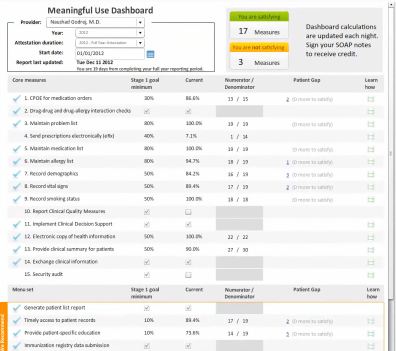 Meaningful Use Dashboard
Provider: Neuchef Godrej, M.D.
Year: 2012
Attestation duration: 2012 - Full Year Attestation
Start date: 01/01/2012
Report last updated: Tue Dec 11 2012
You are 19 days from completing your full year reporting period.
You are satisfying
17 Measures
You are not satisfying
3 Measures
Dashboard calculations
are updated each night.
Sign your SOAP notes
to receive credit.
Core measures Stage 1 goal minimum Current Numerator / Denominator Patient Gap Learn how
1. CPOE for medication orders 30% 86.6% 13 / 15 2 (0 more to satisfy)
2. Drug-drug and drug-allergy interaction checks
3. Maintain problem list 80% 100.0% 19 / 19 (0 more to satisfy)
4. Send prescriptions electronically (eRx) 40% 7.1% 1 / 14
5. Maintain medication list 80% 100.0% 19 / 19 (0 more to satisfy)
6. Maintain allergy list 80% 94.7% 18 / 19 1 (0 more to satisfy)
7. Record demographics 50% 84.2% 16 / 19 3 (0 more to satisfy)
8. Record vital signs 50% 89.4% 17 / 19 2 (0 more to satisfy)
9. Record smoking status 50% 100.0% 18 / 18 (0 more to satisfy)
10. Report Clinical Quality Measures
11. Implement Clinical Decision Support
12. Electronic copy of health information 50% 100.0% 22 / 22
13. Provide clinical summary for patients 50% 90.0% 27 / 30
14. Exchange clinical information
15. Security audit
Menu set Stage 1 goal minimum Current Numerator / Denominator Patient Gap Learn how
Generate patient list report
Timely access to patient records 10% 89.4% 17 / 19 2 (0 more to satisfy)
Provide patient-specific education 10% 73.6% 14 / 19 5 (0 more to satisfy)
Immunization registry data submission
We Recommend